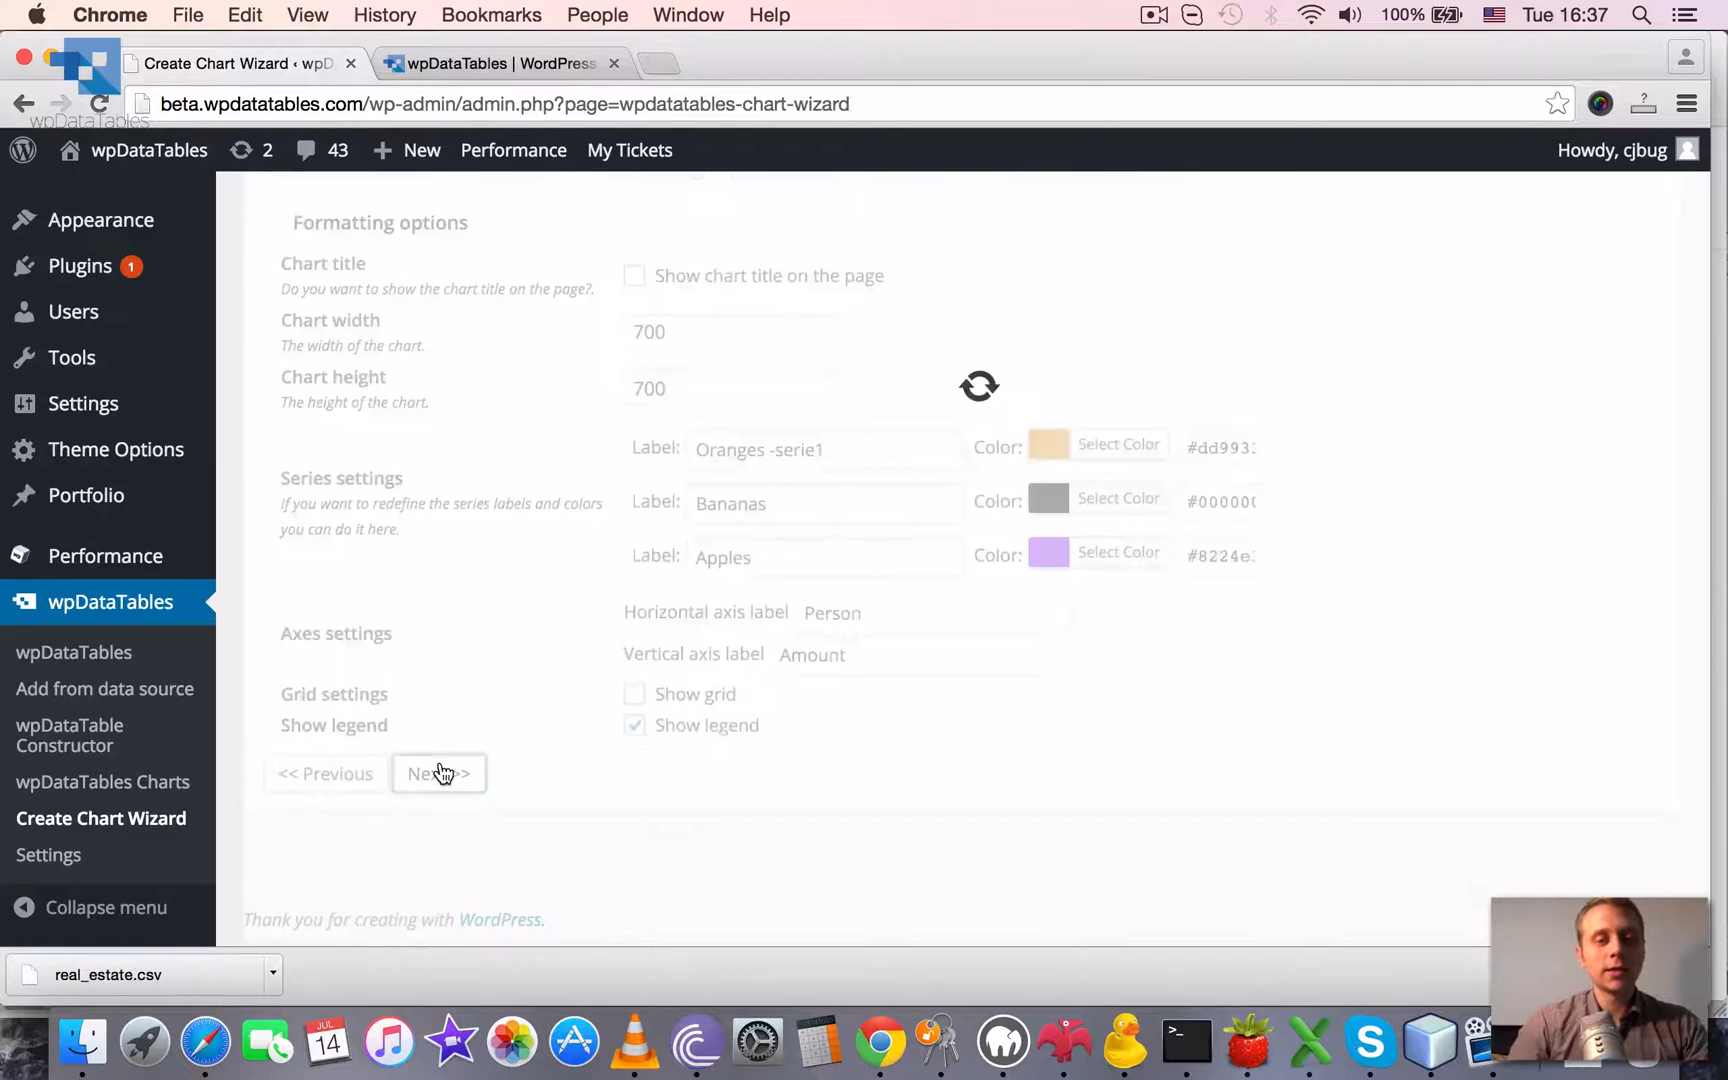 Chrome File Edit View History Bookmarks People Window Help 100% Tue 16:37
Create Chart Wizard ‹ wpD
wpDataTables | WordPress
beta.wpdatatables.com/wp-admin/admin.php?page=wpdatatables-chart-wizard
wpDataTables
wpDataTables 2 43 New Performance My Tickets Howdy, cjbug
Appearance
Plugins 1
Users
Tools
Settings
Theme Options
Portfolio
Performance
wpDataTables
wpDataTables
Add from data source
wpDataTable
Constructor
wpDataTables Charts
Create Chart Wizard
Settings
Collapse menu
Formatting options
Chart title
Do you want to show the chart title on the page?.
Show chart title on the page
Chart width
The width of the chart.
700
Chart height
The height of the chart.
700
Series settings
If you want to redefine the series labels and colors
you can do it here.
Label: Oranges -serie1 Color: Select Color #dd993
Label: Bananas Color: Select Color #000000
Label: Apples Color: Select Color #8224e
Axes settings
Horizontal axis label Person
Vertical axis label Amount
Grid settings Show grid
Show legend Show legend
<< Previous
>>
Thank you for creating with WordPress.
real_estate.csv
JUL
14